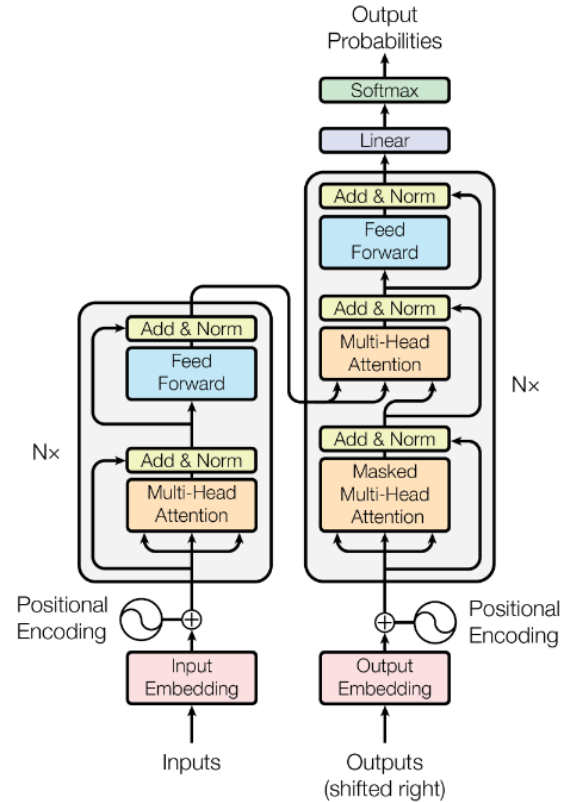 Output
Probabilities
Softmax
Linear
Add & Norm
Feed
Forward
Add & Norm
Multi-Head
Attention
Add & Norm
Masked
Multi-Head
Attention
N×
Add & Norm
Feed
Forward
Add & Norm
Multi-Head
Attention
N×
Positional
Encoding
Positional
Encoding
Input
Embedding
Output
Embedding
Inputs
Outputs
(shifted right)